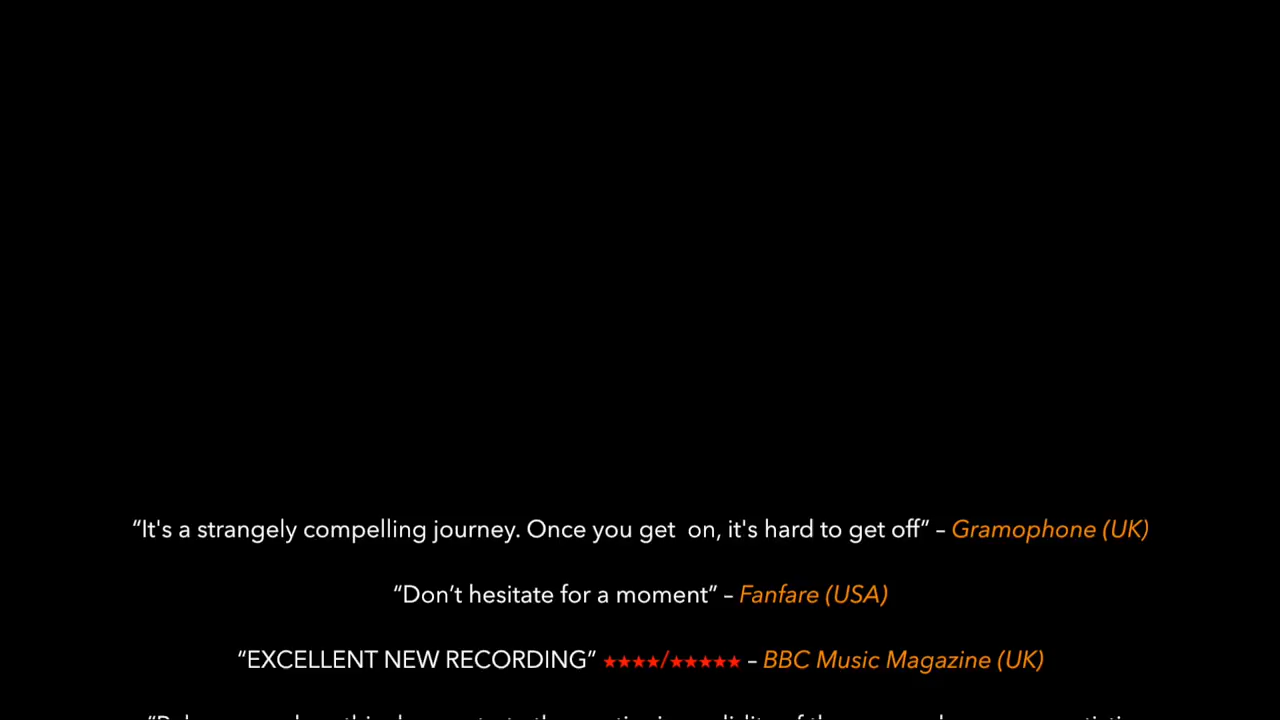 “It's a strangely compelling journey. Once you get  on, it's hard to get off” – Gramophone (UK)
“Don’t hesitate for a moment” – Fanfare (USA)
“EXCELLENT NEW RECORDING” ★★★★/★★★★★ – BBC Music Magazine (UK)